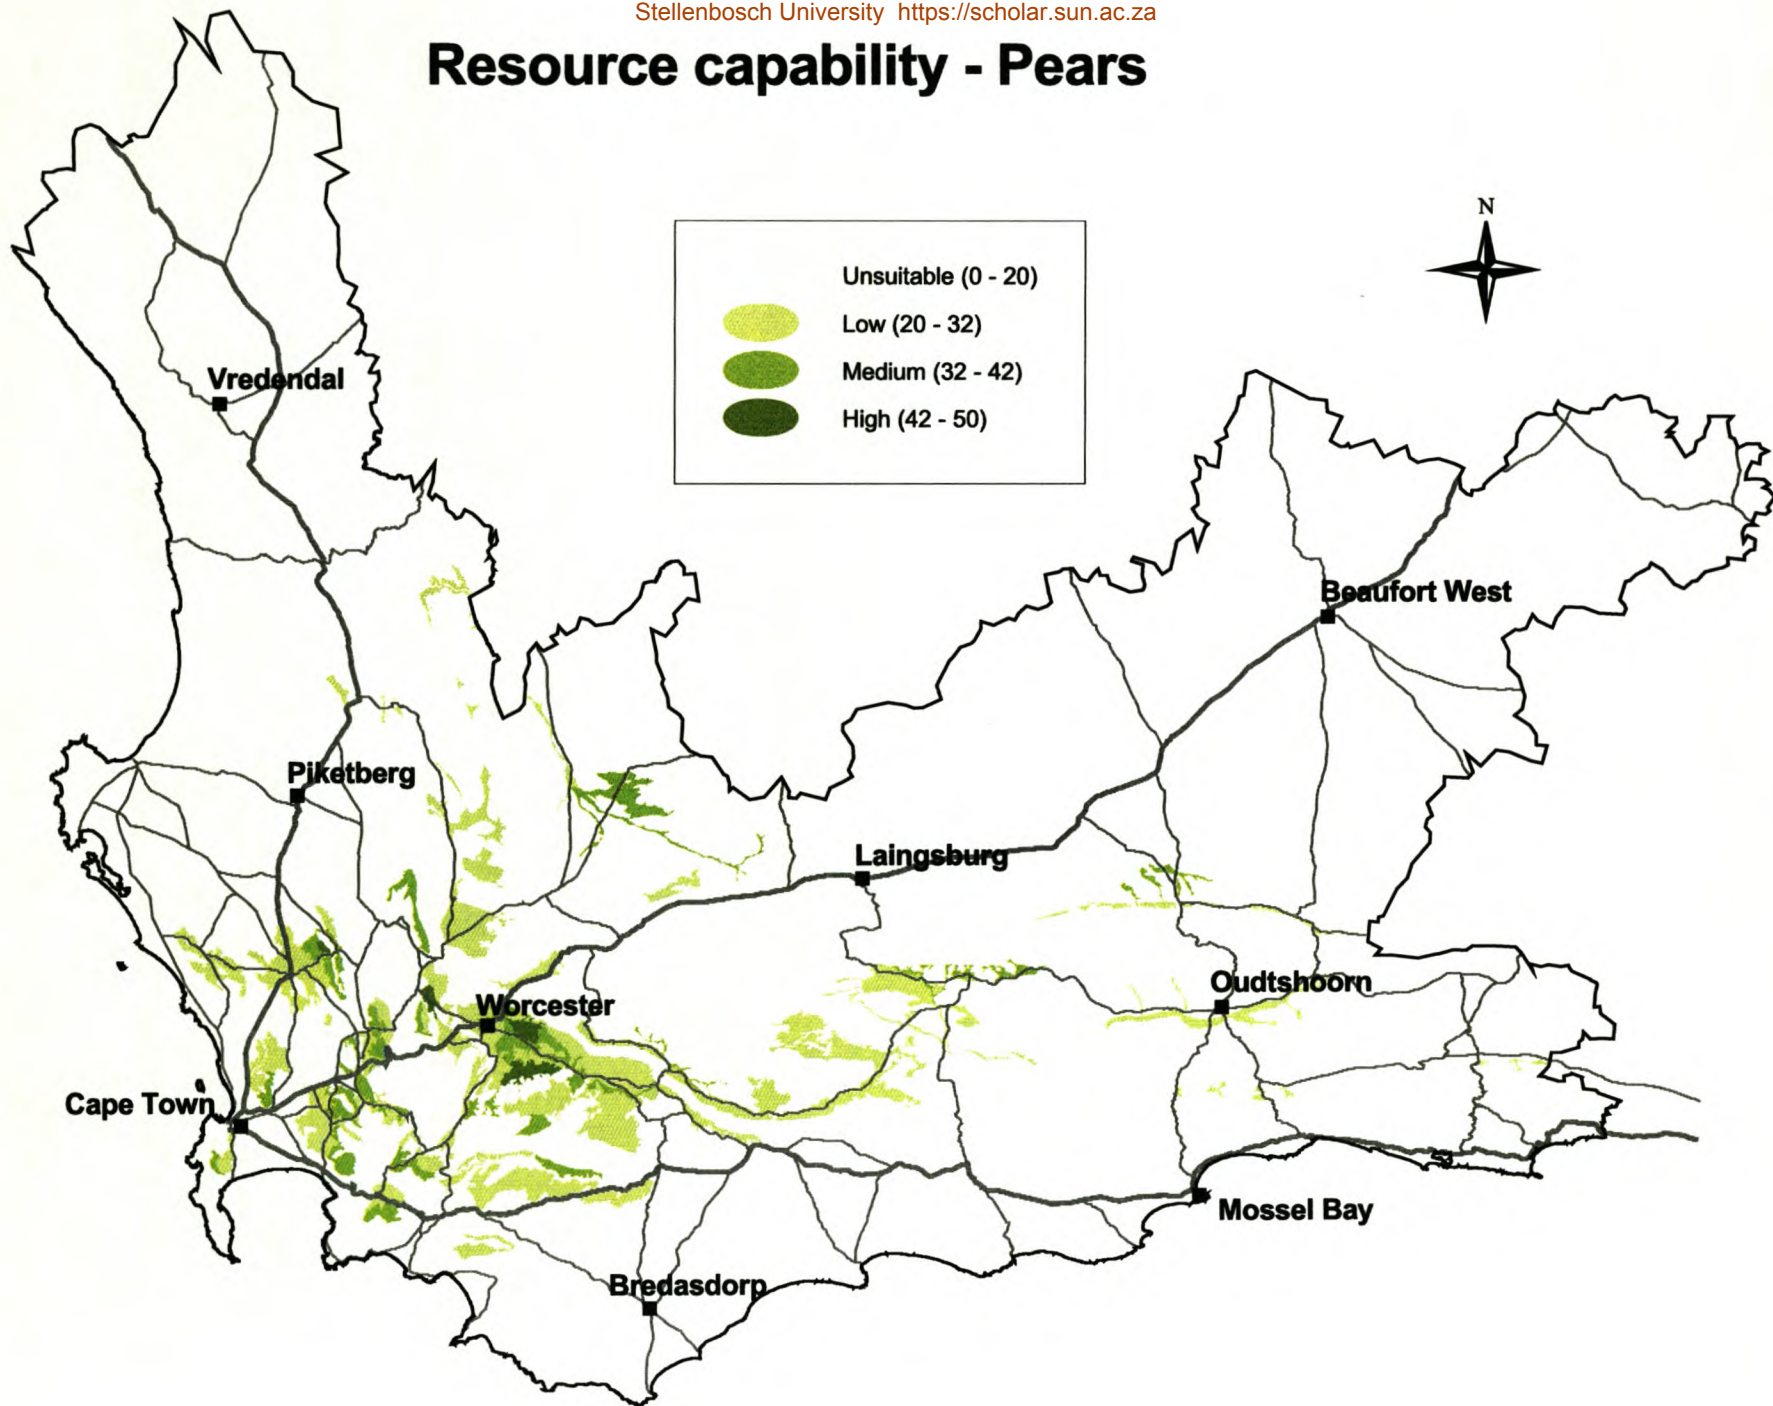 Stellenbosch University https://scholar.sun.ac.za
Resource capability - Pears
N
Unsuitable (0 - 20)
Low (20 - 32)
Medium (32 - 42)
High (42 - 50)
Vredendal
Beaufort West
Piketberg
Laingsburg
Oudtshoorn
Worcester
Cape Town
Mossel Bay
Bredasdorp